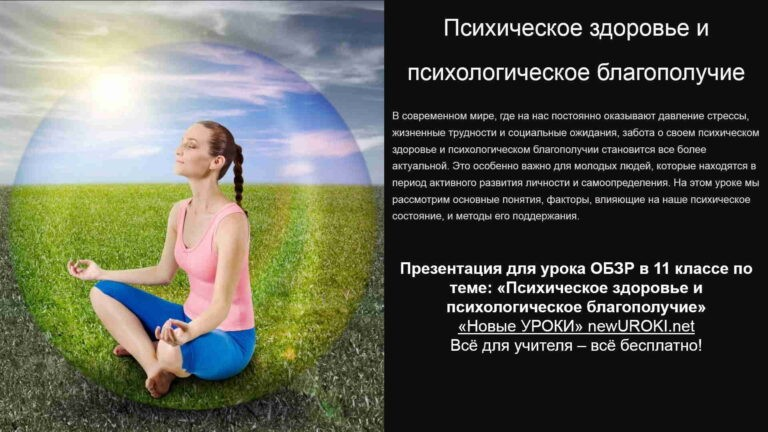 Психическое здоровье и
психологическое благополучие
В современном мире, где на нас постоянно оказывают давление стрессы,
жизненные трудности и социальные ожидания, забота о своем психическом
здоровье и психологическом благополучии становится все более
актуальной. Это особенно важно для молодых людей, которые находятся в
период активного развития личности и самоопределения. На этом уроке мы
рассмотрим основные понятия, факторы, влияющие на наше психическое
состояние, и методы его поддержания.
Презентация для урока ОБЗР в 11 классе по
теме: «Психическое здоровье и
психологическое благополучие»
«Новые УРОКИ» newUROKI.net
Всё для учителя – всё бесплатно!